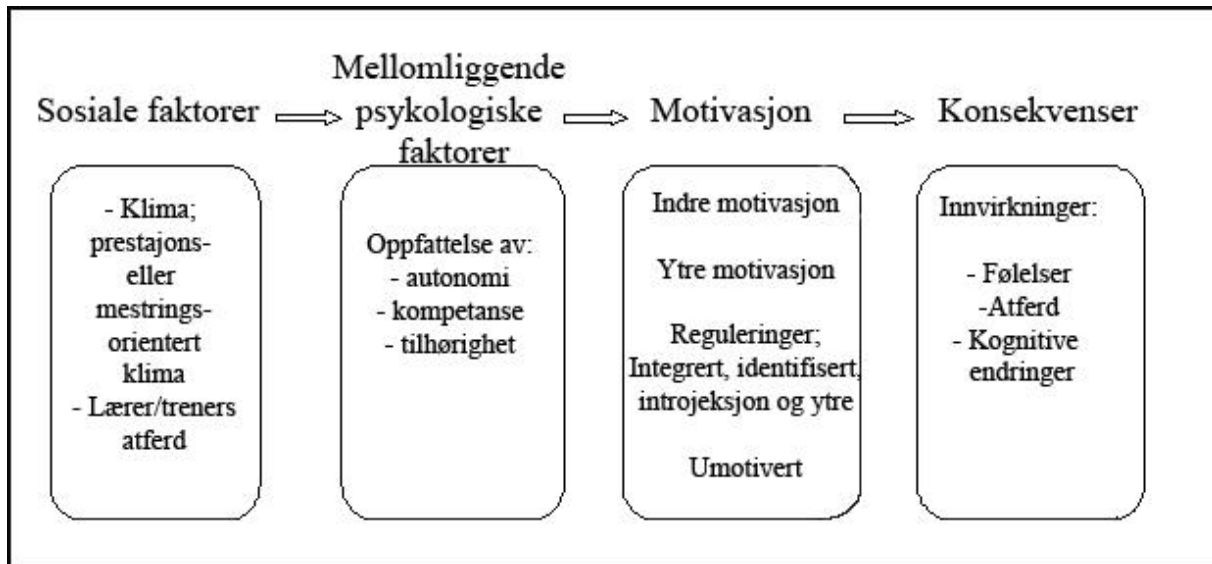 Sosiale faktorer
Mellomliggende
psykologiske
faktorer
Motivasjon
Konsekvenser
- Klima;
prestajons-
eller
mestrings-
orientert
klima
- Lærer/treners
atferd
Oppfattelse av:
- autonomi
- kompetanse
- tilhørighet
Indre motivasjon
Ytre motivasjon
Reguleringer;
Integrert, identifisert,
introjeksjon og ytre
Umotivert
Innvirkninger:
- Følelser
-Atferd
- Kognitive
endringer